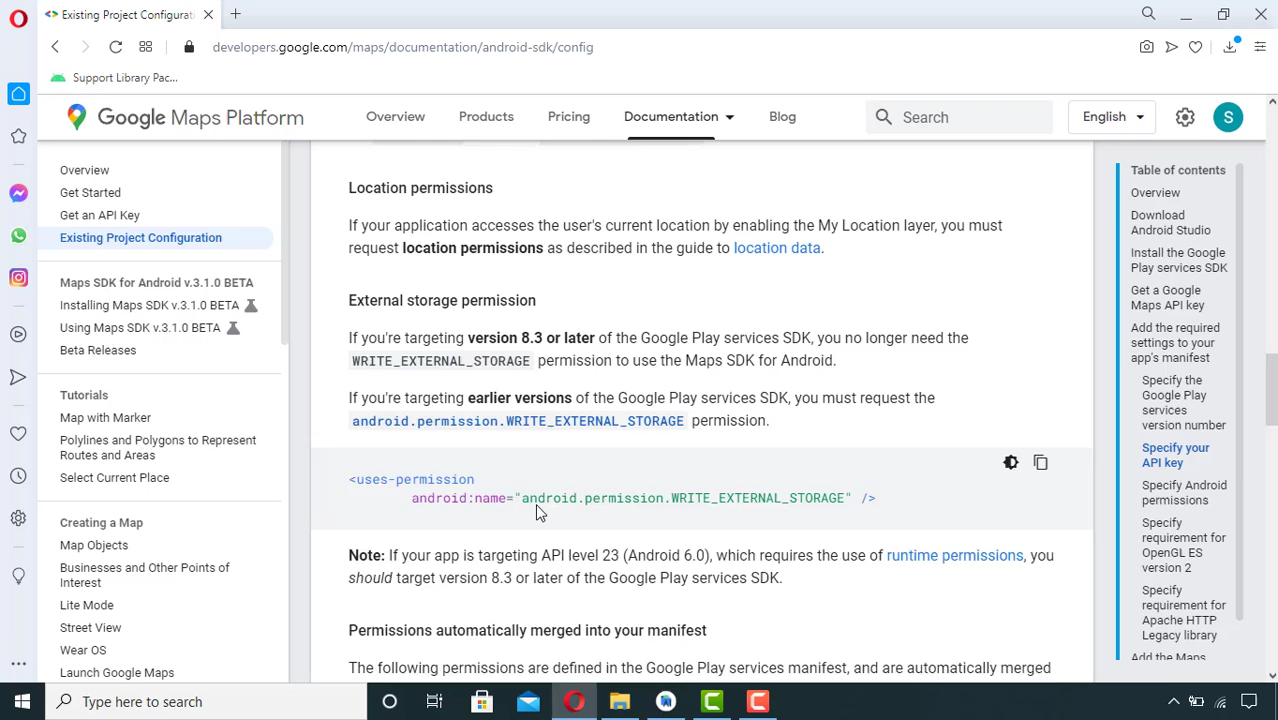 Existing Project Configurat
developers.google.com/maps/documentation/android-sdk/config
Support Library Pac...
Google Maps Platform
Overview
Products
Pricing
Documentation
Blog
Search
English
S
Overview
Get Started
Get an API Key
Existing Project Configuration
Maps SDK for Android v.3.1.0 BETA
Installing Maps SDK v.3.1.0 BETA
Using Maps SDK v.3.1.0 BETA
Beta Releases
Tutorials
Map with Marker
Polylines and Polygons to Represent
Routes and Areas
Select Current Place
Creating a Map
Map Objects
Businesses and Other Points of
Interest
Lite Mode
Street View
Wear OS
Launch Google Maps
Location permissions
If your application accesses the user's current location by enabling the My Location layer, you must
request location permissions as described in the guide to location data.
External storage permission
If you're targeting version 8.3 or later of the Google Play services SDK, you no longer need the
WRITE_EXTERNAL_STORAGE permission to use the Maps SDK for Android.
If you're targeting earlier versions of the Google Play services SDK, you must request the
android.permission.WRITE_EXTERNAL_STORAGE permission.
<uses-permission
android:name="android.permission.WRITE_EXTERNAL_STORAGE" />
Note: If your app is targeting API level 23 (Android 6.0), which requires the use of runtime permissions, you
should target version 8.3 or later of the Google Play services SDK.
Permissions automatically merged into your manifest
The following permissions are defined in the Google Play services manifest, and are automatically merged
Table of contents
Overview
Download
Android Studio
Install the Google
Play services SDK
Get a Google
Maps API key
Add the required
settings to your
app's manifest
Specify the
Google Play
services
version number
Specify your
API key
Specify Android
permissions
Specify
requirement for
OpenGL ES
version 2
Specify
requirement for
Apache HTTP
Legacy library
Add the Maps
Type here to search